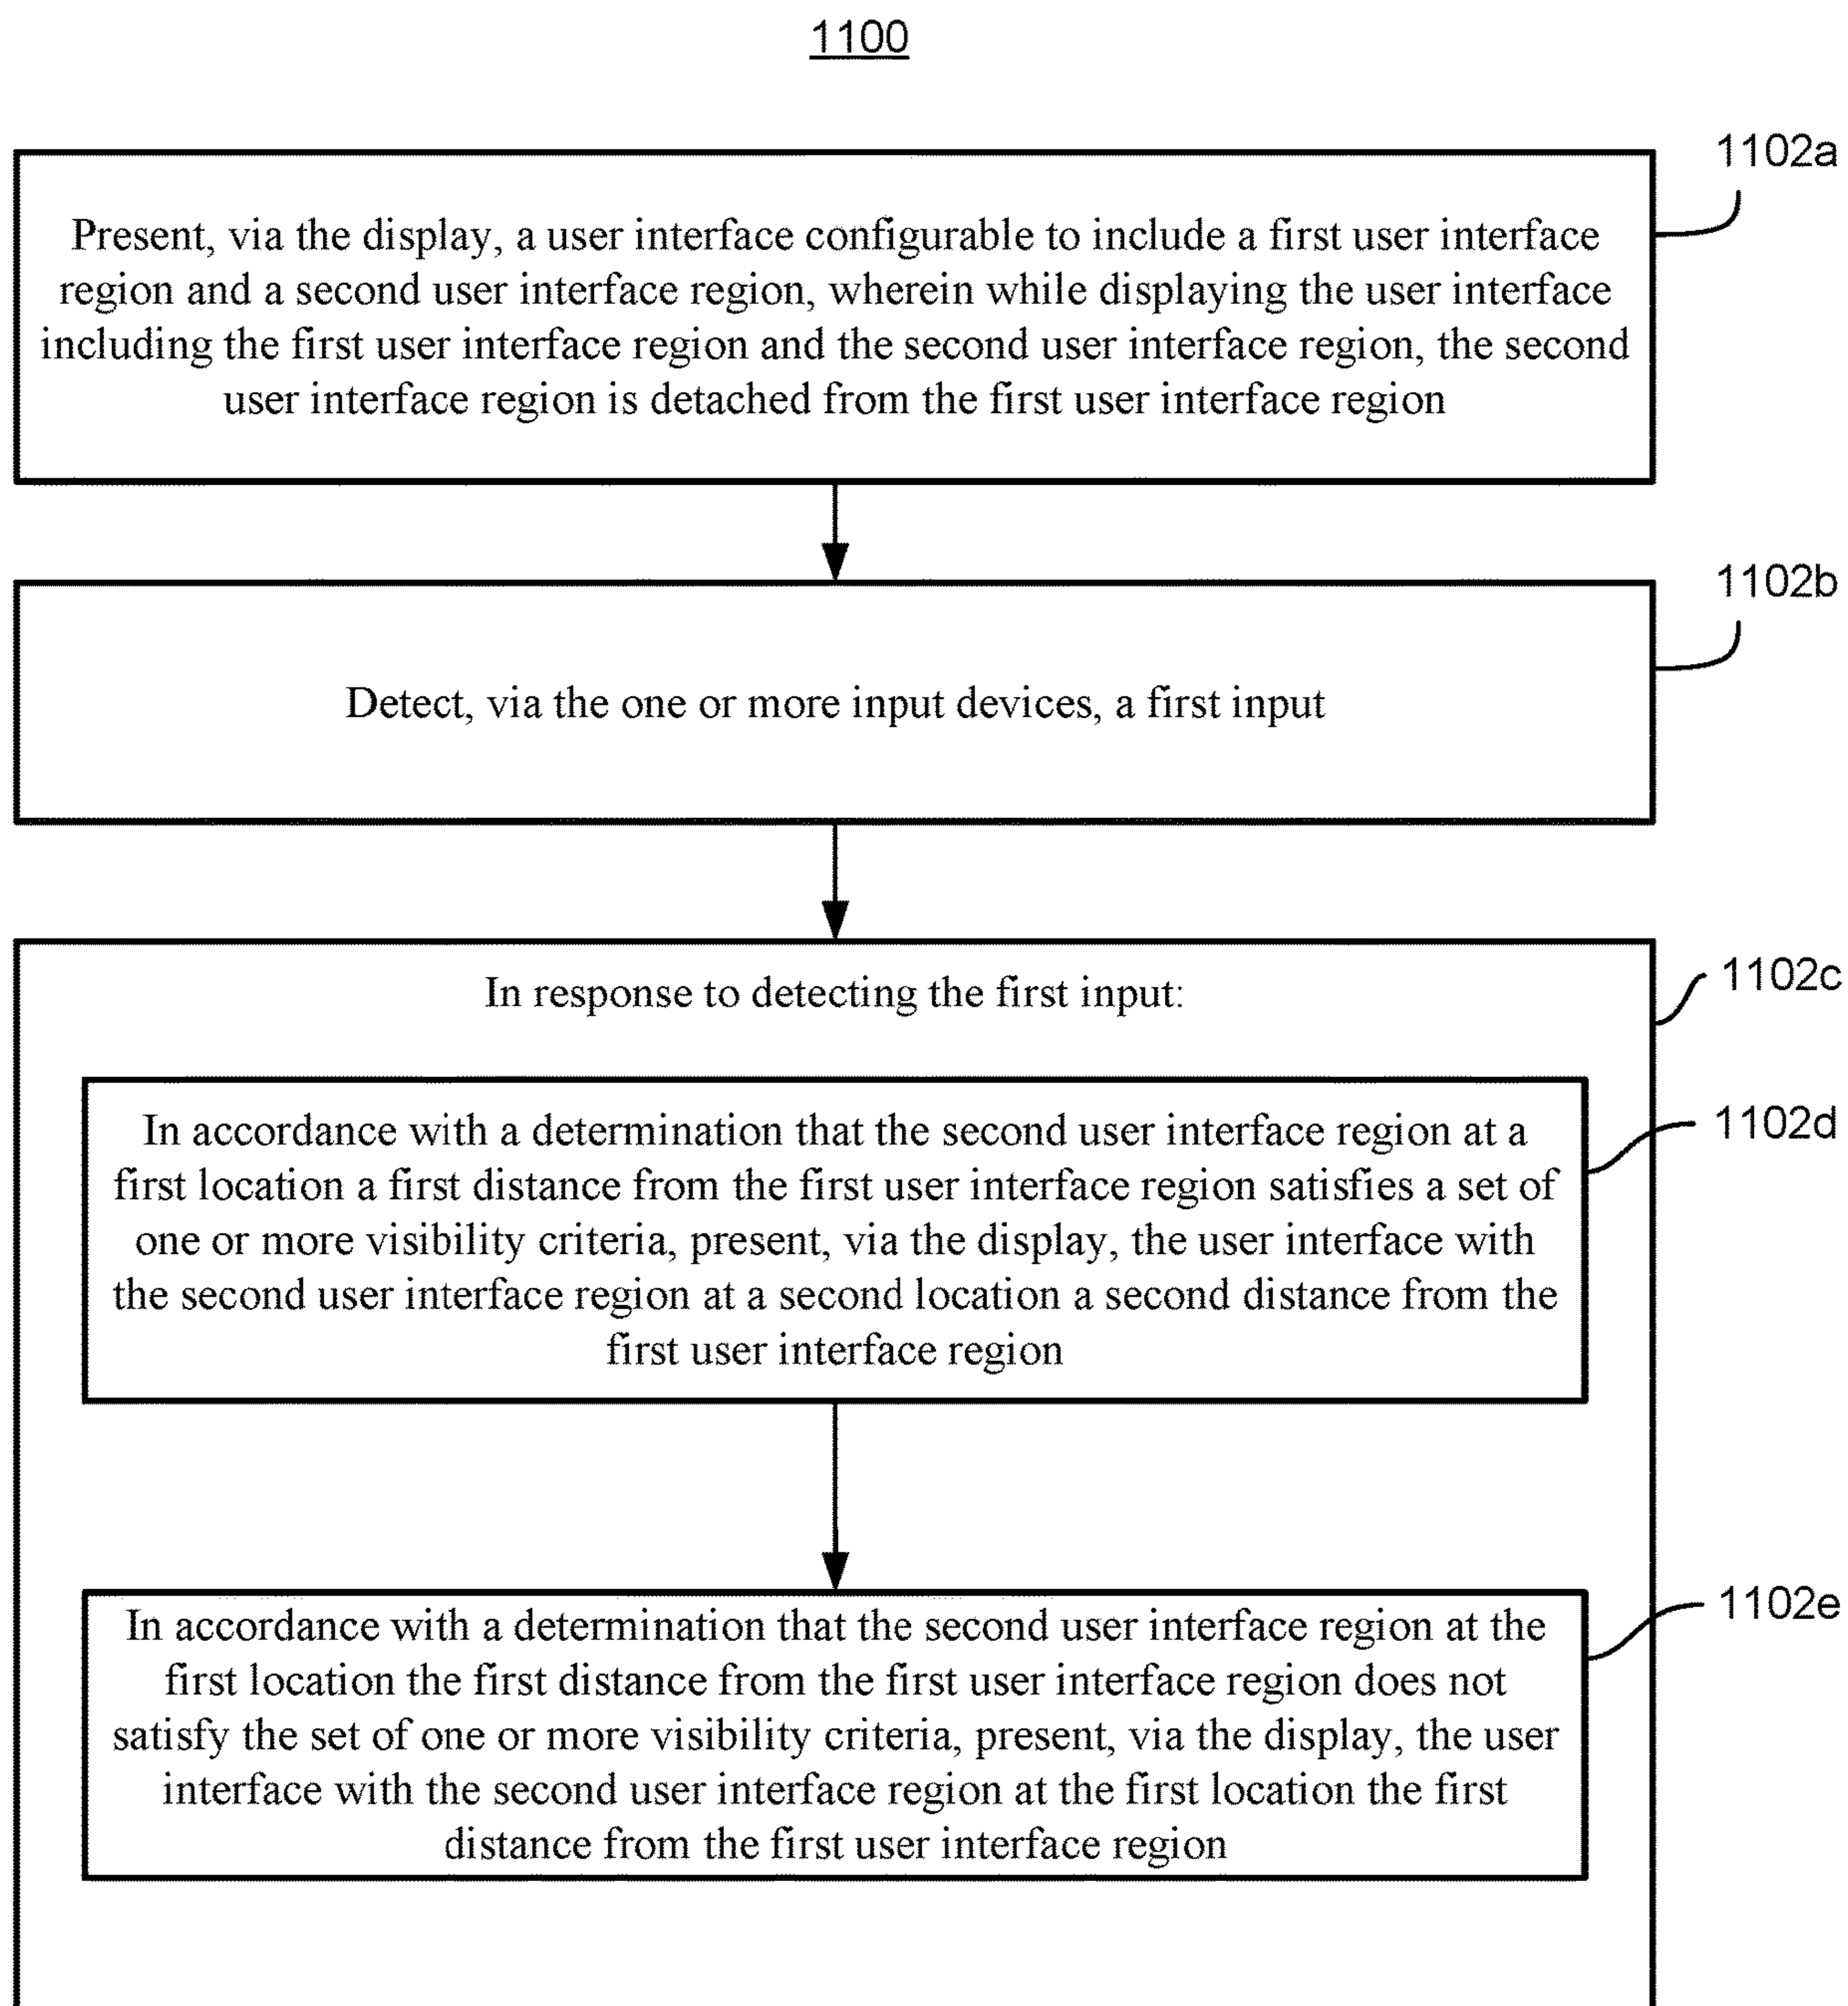 1100
1102a
Present, via the display, a user interface configurable to include a first user interface
region and a second user interface region, wherein while displaying the user interface
including the first user interface region and the second user interface region, the second
user interface region is detached from the first user interface region
1102b
Detect, via the one or more input devices, a first input
1102c
In response to detecting the first input:
1102d
In accordance with a determination that the second user interface region at a
first location a first distance from the first user interface region satisfies a set of
one or more visibility criteria, present, via the display, the user interface with
the second user interface region at a second location a second distance from the
first user interface region
1102e
In accordance with a determination that the second user interface region at the
first location the first distance from the first user interface region does not
satisfy the set of one or more visibility criteria, present, via the display, the user
interface with the second user interface region at the first location the first
distance from the first user interface region